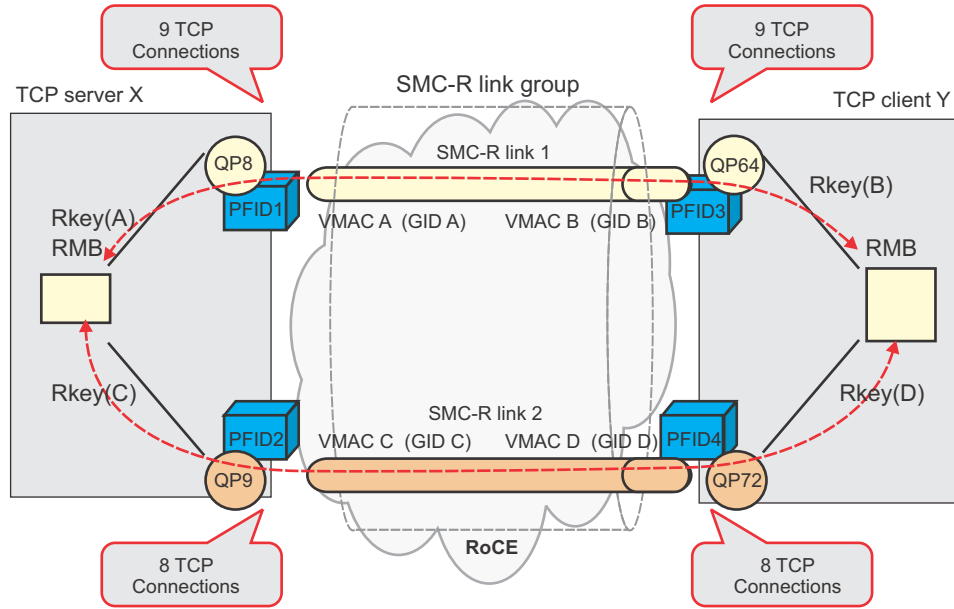 9 TCP
Connections
9 TCP
Connections
SMC-R link group
TCP server X
TCP client Y
SMC-R link 1
QP8
QP64
PFID1
PFID3
Rkey(A)
Rkey(B)
VMAC A (GID A)
VMAC B (GID B)
RMB
RMB
Rkey(C)
Rkey(D)
SMC-R link 2
PFID2
PFID4
VMAC C (GID C)
VMAC D (GID D)
QP9
QP72
RoCE
8 TCP
Connections
8 TCP
Connections